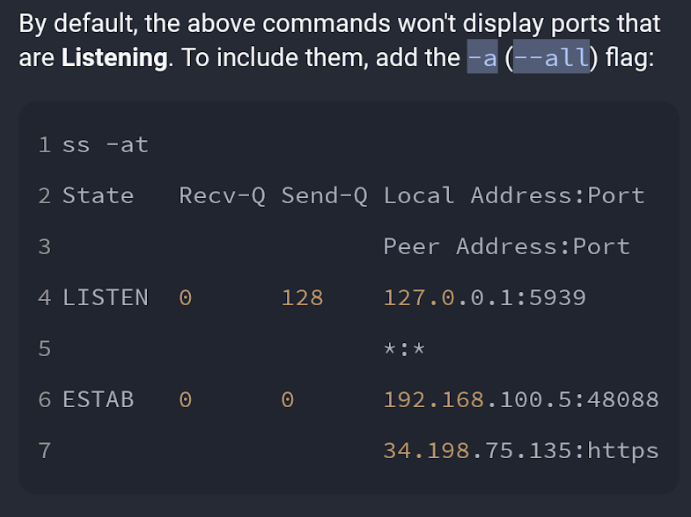 By default, the above commands won't display ports that
are Listening. To include them, add the -a (--all) flag:
1 ss -at
2 State Recv-Q Send-Q Local Address:Port
3 Peer Address:Port
4 LISTEN 0 128 127.0.0.1:5939
5 *:*
6 ESTAB 0 0 192.168.100.5:48088
7 34.198.75.135:https